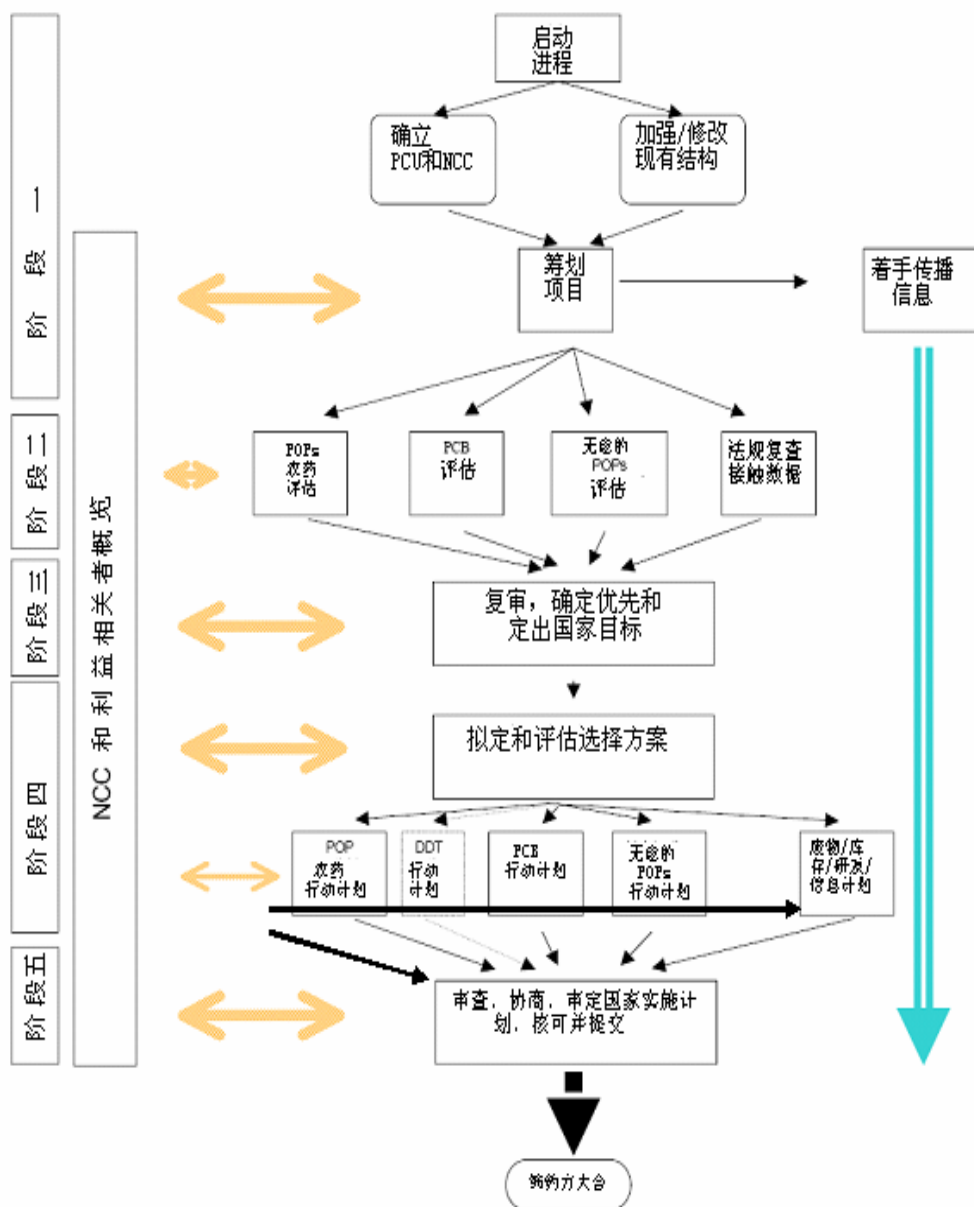 启动
进程
确立
PCU和NCC
加强/修改
现有结构
筹划
项目
着手传播
信息
阶段一
阶段二
阶段三
阶段四
阶段五
NCC 和利益相关者概览
POPs
农药
评估
PCB
评估
无意的
POPs
评估
法规复查
接触数据
复审，确定优先和
定出国家目标
拟定和评估选择方案
POP
农药
行动计划
DDT
行动
计划
PCB
行动计划
无意的
POPs
行动计划
废物/库
存/研发/
信息计划
审查、协商、审定国家实施计
划、核可并提交
缔约方大会